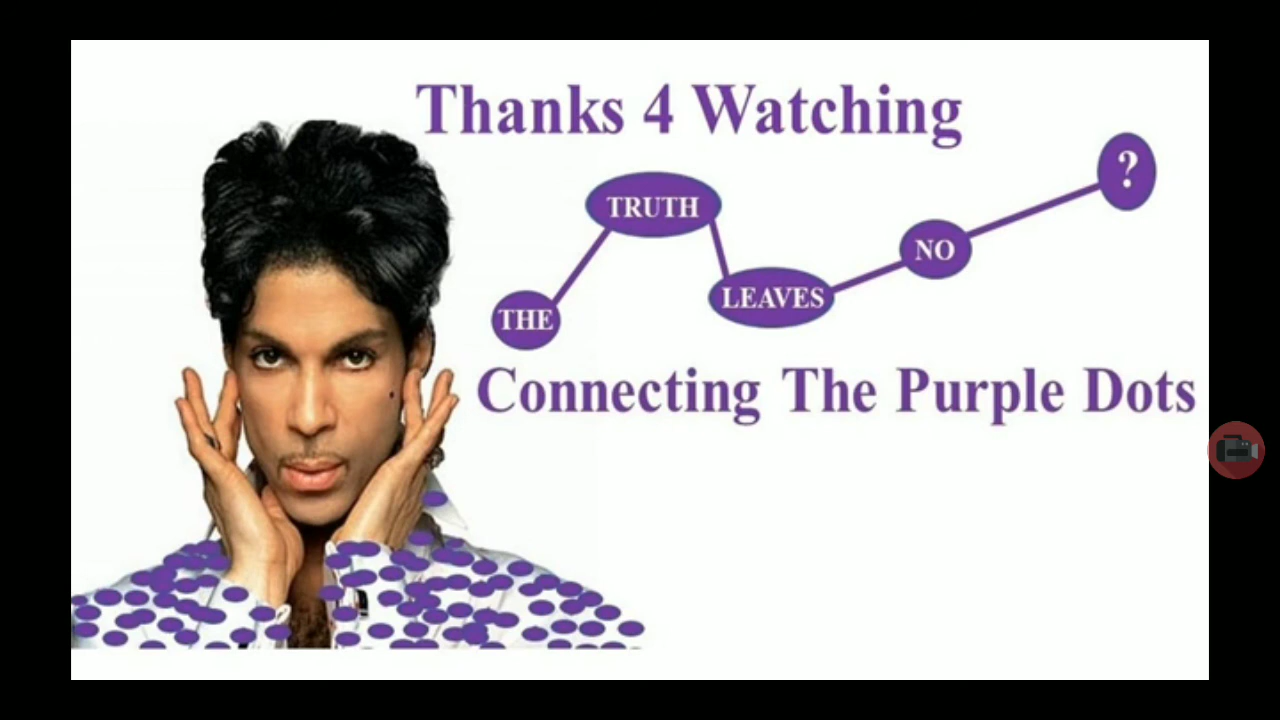 Thanks 4 Watching
THE TRUTH LEAVES NO ?
Connecting The Purple Dots